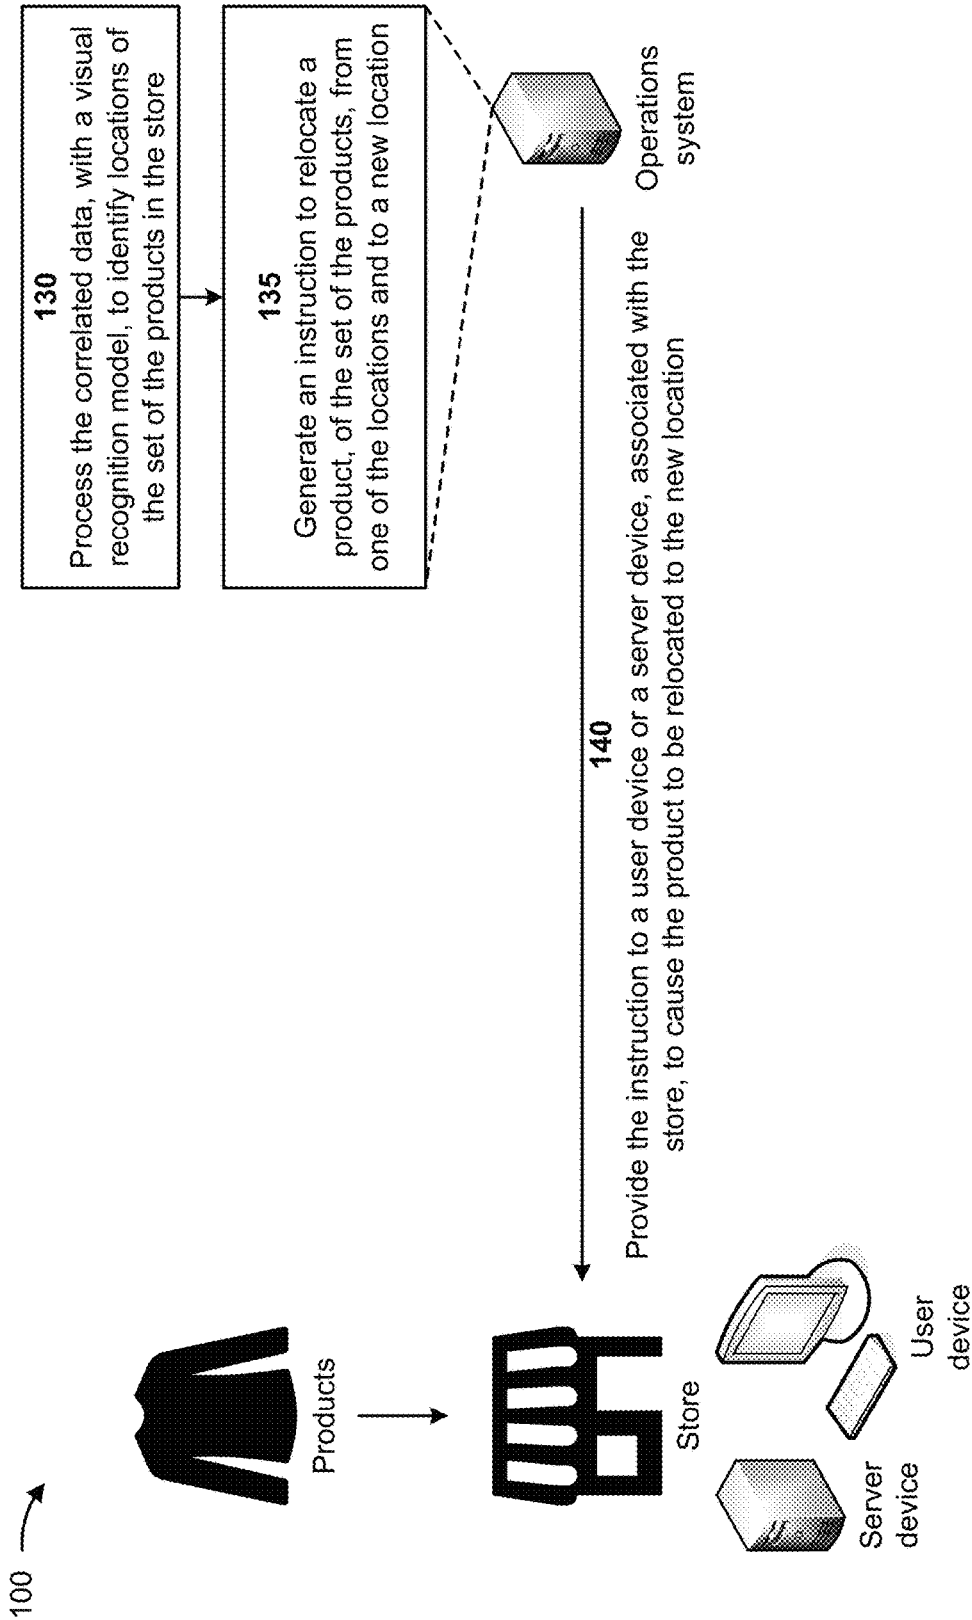 100
Products
Store
Server
device
User
device
130
Process the correlated data, with a visual
recognition model, to identify locations of
the set of the products in the store
135
Generate an instruction to relocate a
product, of the set of the products, from
one of the locations and to a new location
Operations
system
140
Provide the instruction to a user device or a server device, associated with the
store, to cause the product to be relocated to the new location